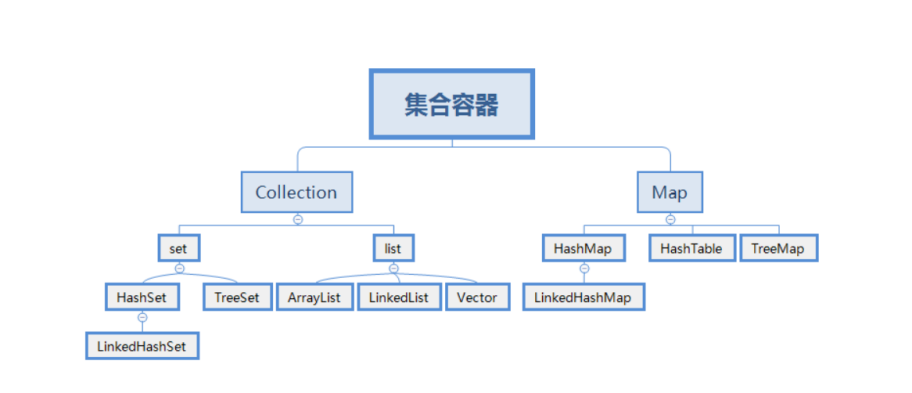 集合容器
Collection
Map
set
list
HashMap
HashTable
TreeMap
HashSet
TreeSet
ArrayList
LinkedList
Vector
LinkedHashMap
LinkedHashSet